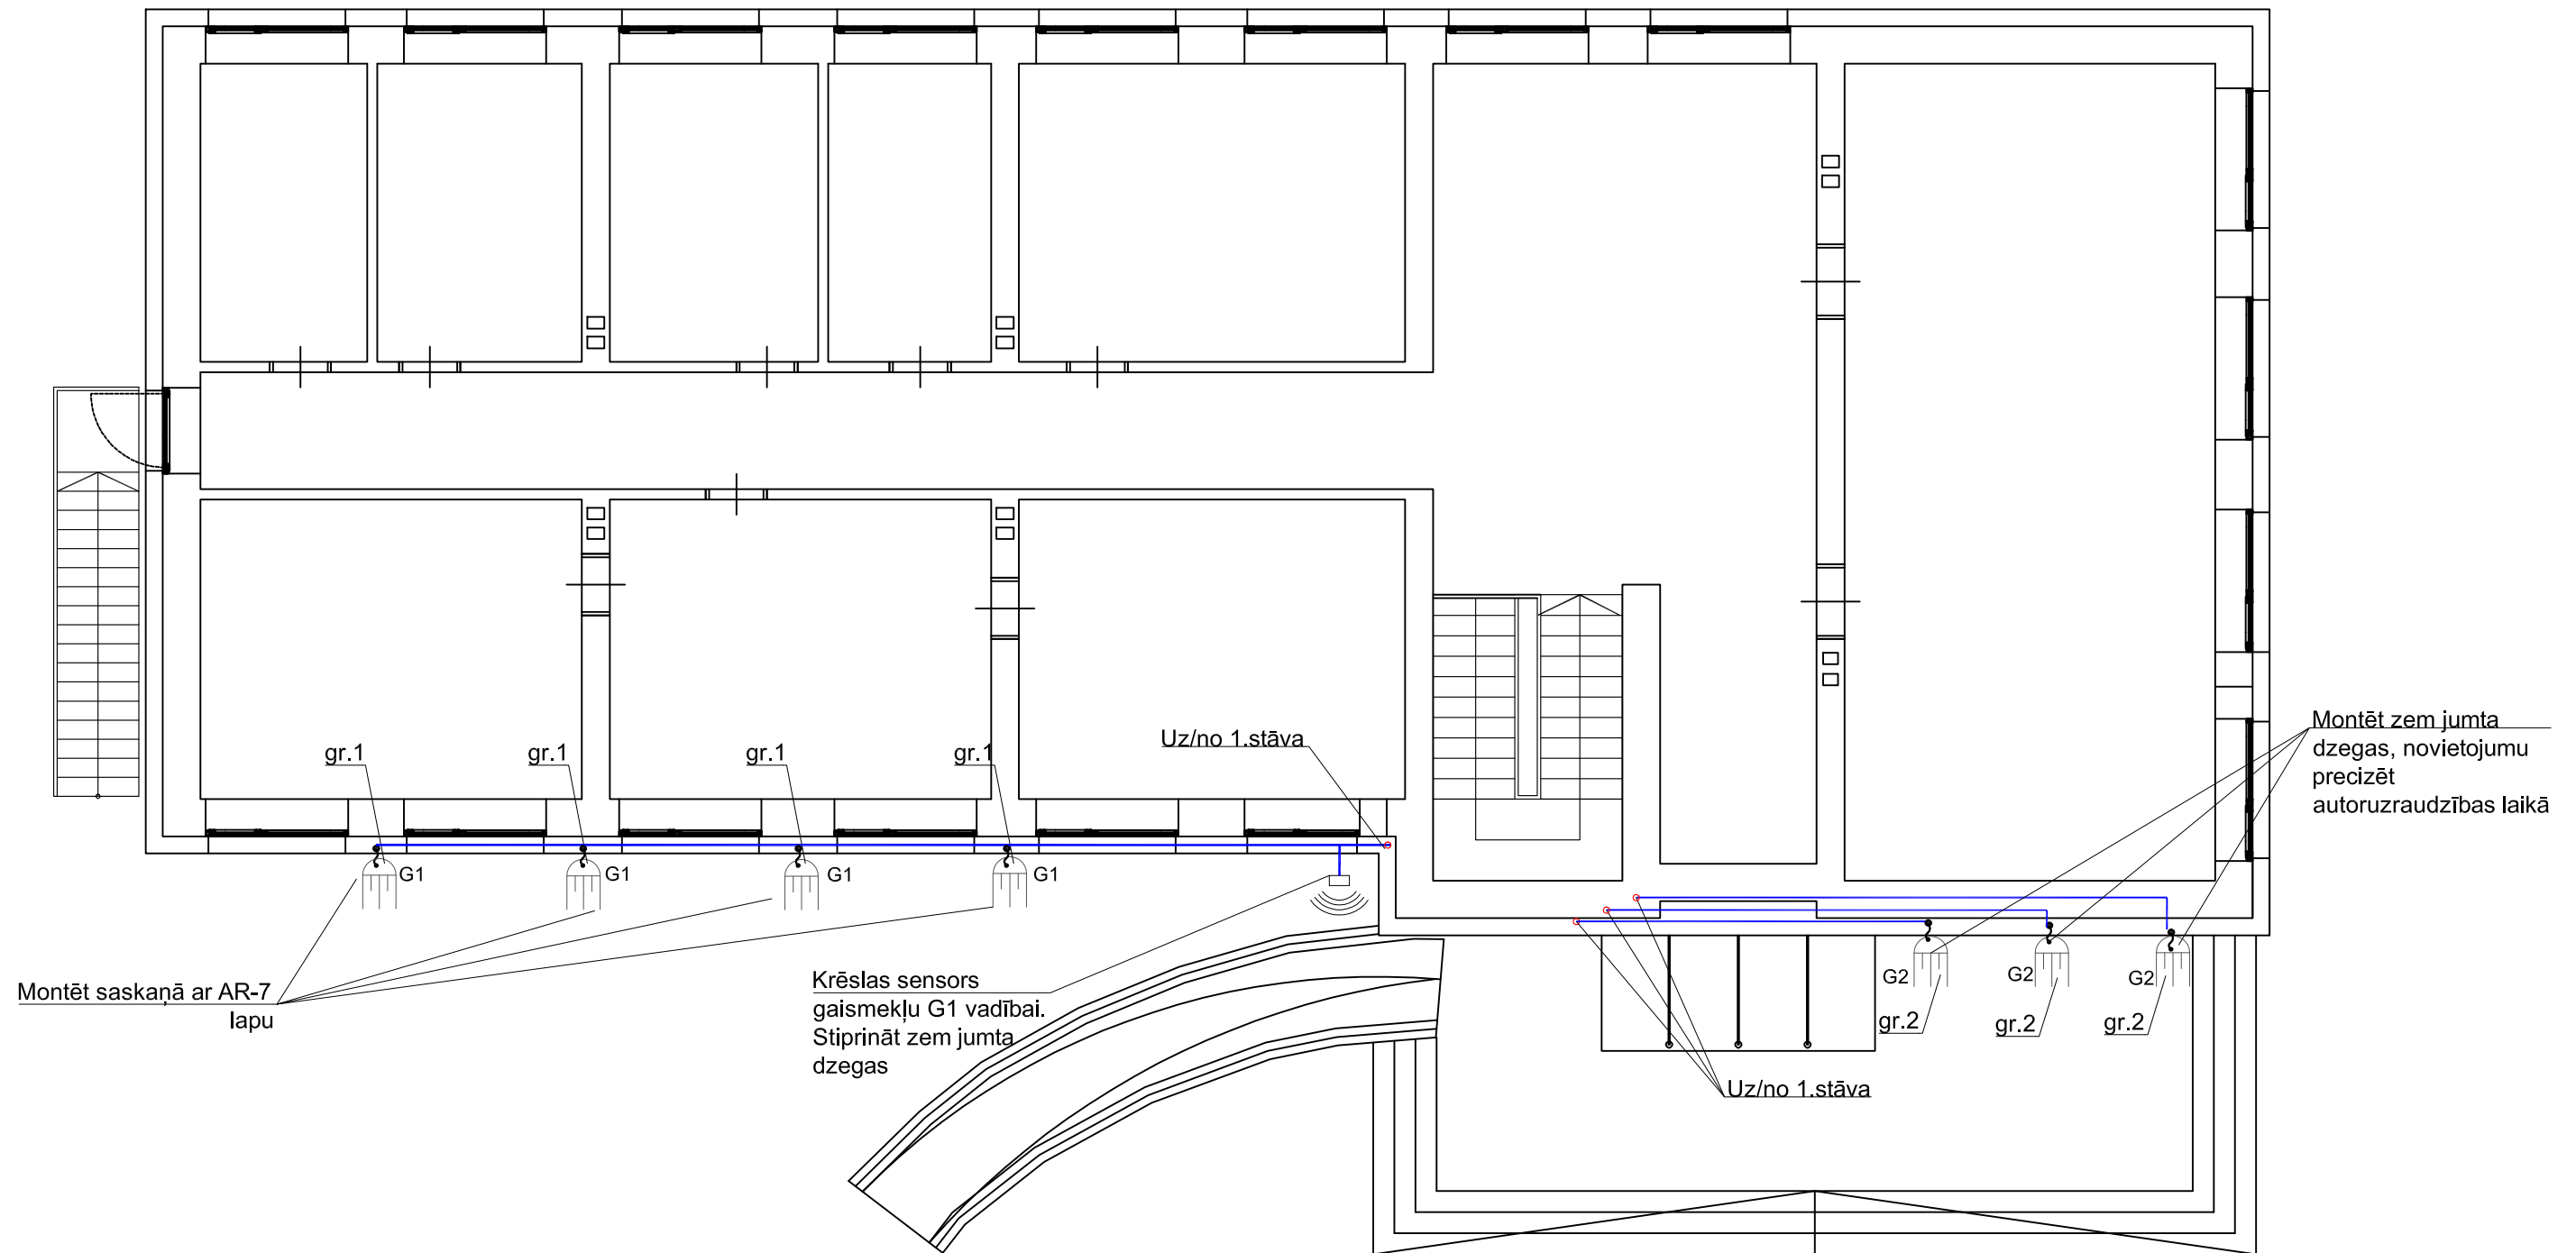 gr.1
gr.1
gr.1
gr.1
Uz/no 1.stāva
Montēt zem jumta
dzegas, novietojumu
precizēt
autoruzraudzības laikā
G1
G1
G1
G1
Montēt saskaņā ar AR-7
lapu
Krēslas sensors
gaismekļu G1 vadībai.
Stiprināt zem jumta
dzegas
G2
G2
G2
gr.2
gr.2
gr.2
Uz/no 1.stāva